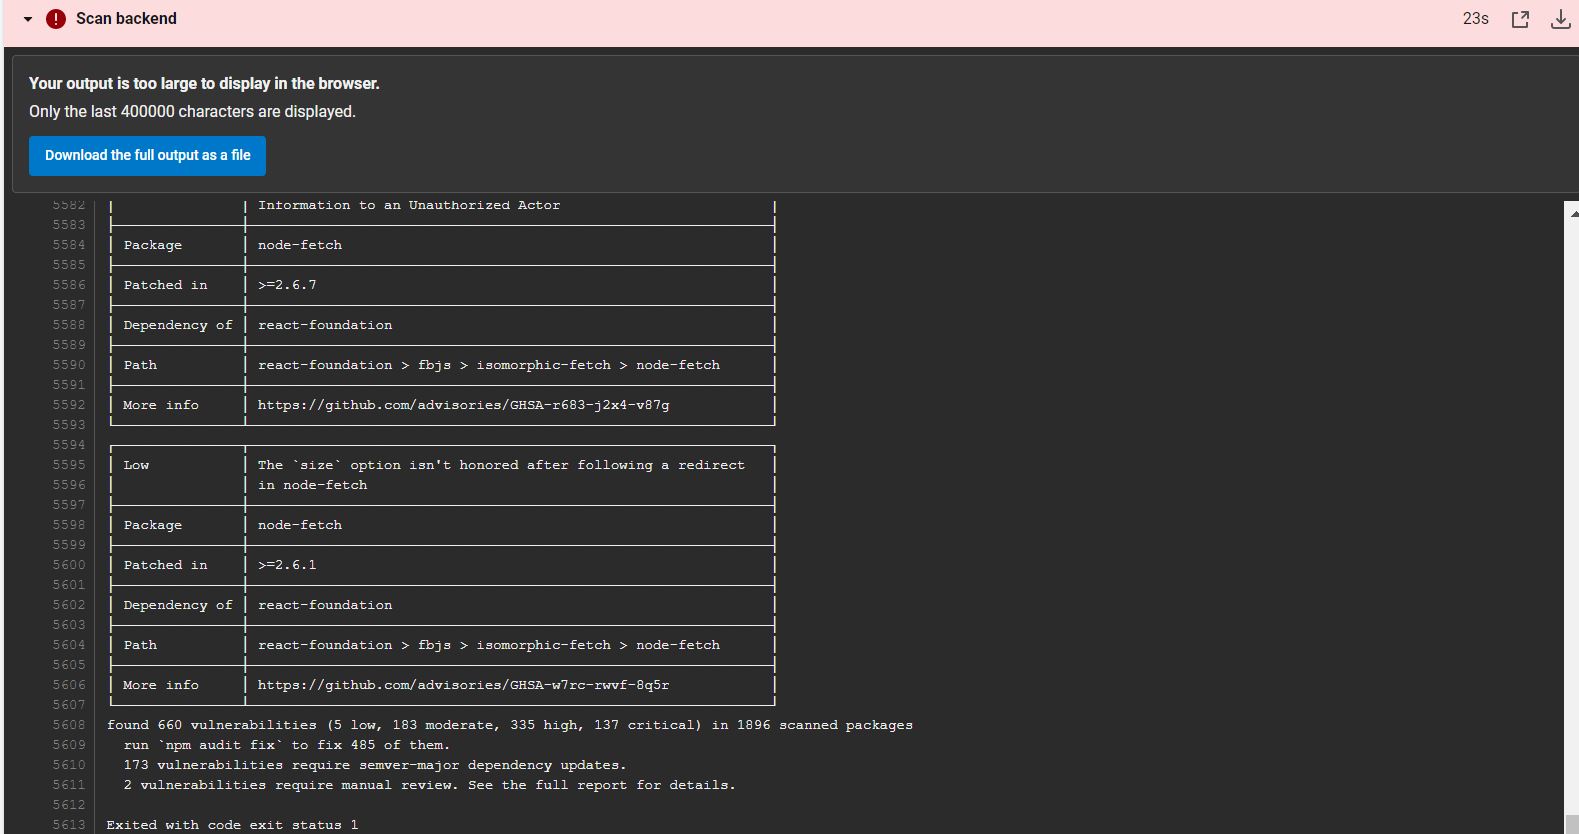 Scan backend
23s
Your output is too large to display in the browser.
Only the last 400000 characters are displayed.
Download the full output as a file
5582 Information to an Unauthorized Actor
5583
5584 Package node-fetch
5585
5586 Patched in >=2.6.7
5587
5588 Dependency of react-foundation
5589
5590 Path react-foundation > fbjs > isomorphic-fetch > node-fetch
5591
5592 More info https://github.com/advisories/GHSA-r683-j2x4-v87g
5593
5594
5595 Low The `size` option isn't honored after following a redirect
5596 in node-fetch
5597
5598 Package node-fetch
5599
5600 Patched in >=2.6.1
5601
5602 Dependency of react-foundation
5603
5604 Path react-foundation > fbjs > isomorphic-fetch > node-fetch
5605
5606 More info https://github.com/advisories/GHSA-w7rc-rwvf-8q5r
5607
5608 found 660 vulnerabilities (5 low, 183 moderate, 335 high, 137 critical) in 1896 scanned packages
5609 run `npm audit fix` to fix 485 of them.
5610 173 vulnerabilities require semver-major dependency updates.
5611 2 vulnerabilities require manual review. See the full report for details.
5612
5613 Exited with code exit status 1